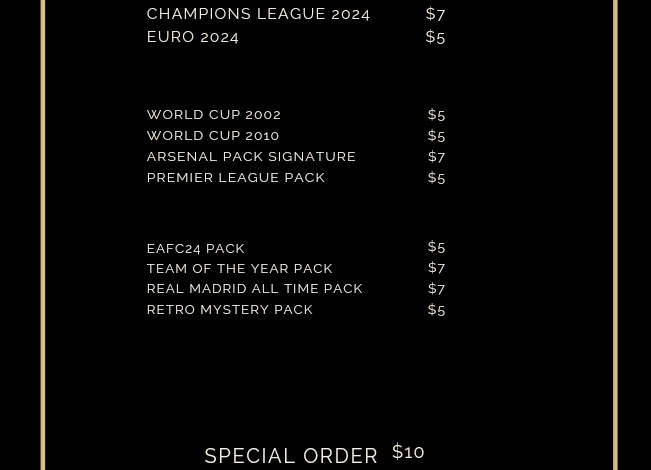 CHAMPIONS LEAGUE 2024 $7
EURO 2024 $5
WORLD CUP 2002 $5
WORLD CUP 2010 $5
ARSENAL PACK SIGNATURE $7
PREMIER LEAGUE PACK $5
EAFC24 PACK $5
TEAM OF THE YEAR PACK $7
REAL MADRID ALL TIME PACK $7
RETRO MYSTERY PACK $5
SPECIAL ORDER $10